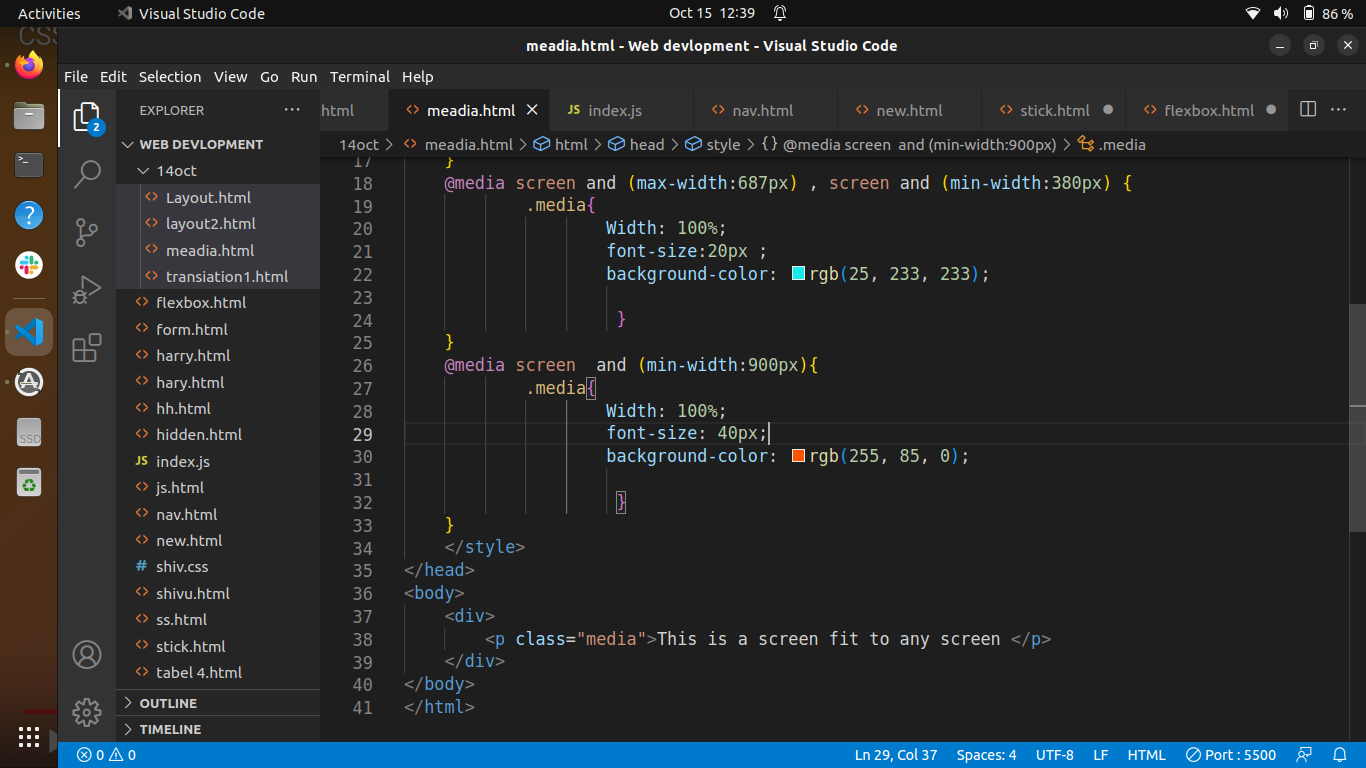 Activities Visual Studio Code Oct 15 12:39 86 %
CSS
meadia.html - Web devlopment - Visual Studio Code
File Edit Selection View Go Run Terminal Help
EXPLORER ··· html meadia.html JS index.js nav.html new.html stick.html flexbox.html ···
2
WEB DEVLOPMENT
14oct > meadia.html > html > head > style > {} @media screen and (min-width:900px) > .media
14oct
Layout.html
layout2.html
meadia.html
transiation1.html
flexbox.html
form.html
harry.html
hary.html
hh.html
hidden.html
JS index.js
js.html
nav.html
new.html
# shiv.css
shivu.html
ss.html
stick.html
tabel 4.html
OUTLINE
TIMELINE
17 }
18 @media screen and (max-width:687px) , screen and (min-width:380px) {
19 .media{
20 Width: 100%;
21 font-size:20px ;
22 background-color: rgb(25, 233, 233);
23
24 }
25 }
26 @media screen  and (min-width:900px){
27 .media{
28 Width: 100%;
29 font-size: 40px;
30 background-color: rgb(255, 85, 0);
31
32 }
33 }
34 </style>
35 </head>
36 <body>
37 <div>
38 <p class="media">This is a screen fit to any screen </p>
39 </div>
40 </body>
41 </html>
SSD
0 0 Ln 29, Col 37 Spaces: 4 UTF-8 LF HTML Port : 5500